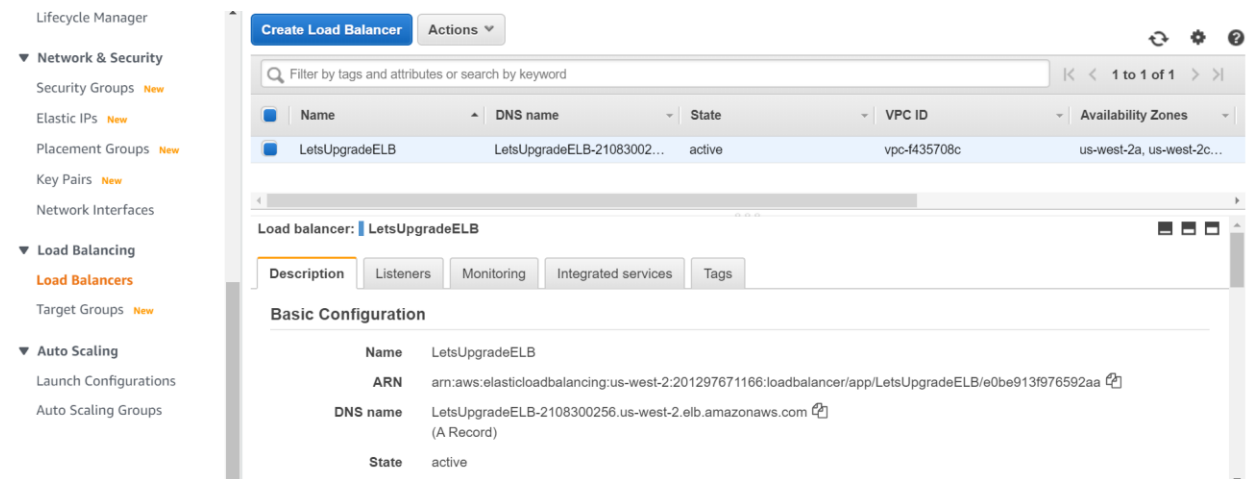 Lifecycle Manager
Network & Security
Security Groups New
Elastic IPs New
Placement Groups New
Key Pairs New
Network Interfaces
Load Balancing
Load Balancers
Target Groups New
Auto Scaling
Launch Configurations
Auto Scaling Groups
Create Load Balancer Actions
Filter by tags and attributes or search by keyword 1 to 1 of 1
Name DNS name State VPC ID Availability Zones
LetsUpgradeELB LetsUpgradeELB-21083002... active vpc-f435708c us-west-2a, us-west-2c...
Load balancer: LetsUpgradeELB
Description Listeners Monitoring Integrated services Tags
Basic Configuration
Name LetsUpgradeELB
ARN arn:aws:elasticloadbalancing:us-west-2:201297671166:loadbalancer/app/LetsUpgradeELB/e0be913f976592aa
DNS name LetsUpgradeELB-2108300256.us-west-2.elb.amazonaws.com
(A Record)
State active